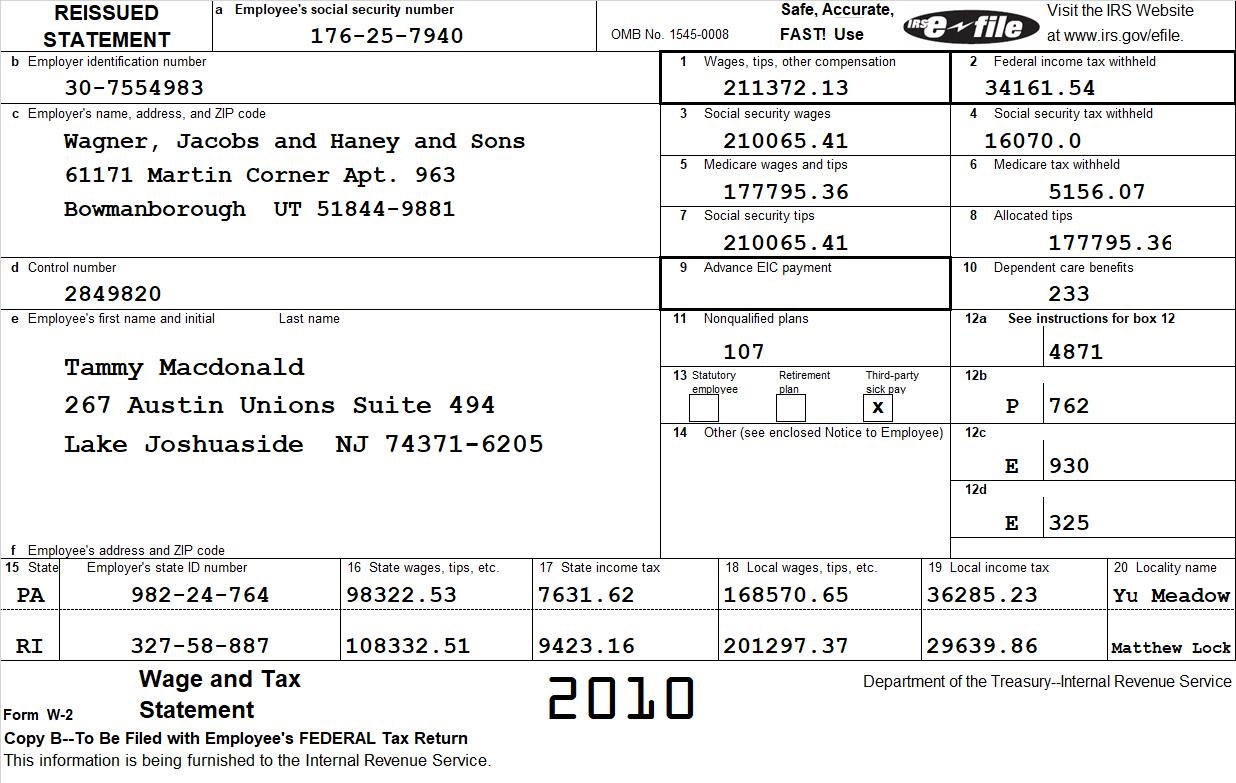 REISSUED STATEMENT
a Employee's social security number
176-25-7940
OMB No. 1545-0008
Safe, Accurate, FAST! Use
IRS e-file
Visit the IRS Website at www.irs.gov/efile.
b Employer identification number
30-7554983
1 Wages, tips, other compensation
211372.13
2 Federal income tax withheld
34161.54
c Employer's name, address, and ZIP code
Wagner, Jacobs and Haney and Sons
61171 Martin Corner Apt. 963
Bowmanborough UT 51844-9881
3 Social security wages
210065.41
4 Social security tax withheld
16070.0
5 Medicare wages and tips
177795.36
6 Medicare tax withheld
5156.07
7 Social security tips
210065.41
8 Allocated tips
177795.36
d Control number
2849820
9 Advance EIC payment
10 Dependent care benefits
233
e Employee's first name and initial Last name
Tammy Macdonald
267 Austin Unions Suite 494
Lake Joshuaside NJ 74371-6205
f Employee's address and ZIP code
11 Nonqualified plans
107
12a See instructions for box 12
4871
13 Statutory employee
Retirement plan
Third-party sick pay
X
12b
P 762
14 Other (see enclosed Notice to Employee)
12c
E 930
12d
E 325
15 State Employer's state ID number 16 State wages, tips, etc. 17 State income tax 18 Local wages, tips, etc. 19 Local income tax 20 Locality name
PA 982-24-764 98322.53 7631.62 168570.65 36285.23 Yu Meadow
RI 327-58-887 108332.51 9423.16 201297.37 29639.86 Matthew Lock
Form W-2
Wage and Tax Statement
2010
Department of the Treasury--Internal Revenue Service
Copy B--To Be Filed with Employee's FEDERAL Tax Return
This information is being furnished to the Internal Revenue Service.